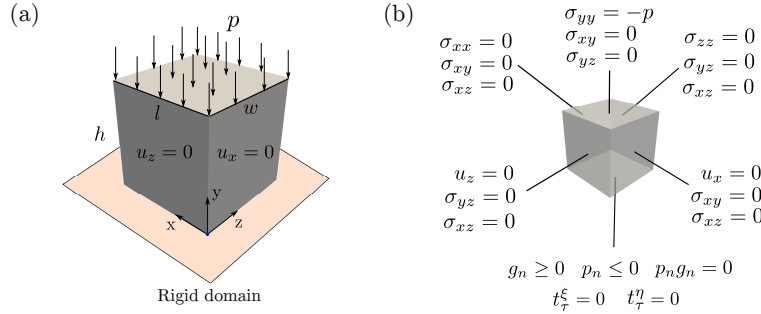 (a)
p
l
w
h
u_z = 0
u_x = 0
y
x
z
Rigid domain
(b)
σ_yy = −p
σ_xy = 0
σ_yz = 0
σ_xx = 0
σ_xy = 0
σ_xz = 0
σ_zz = 0
σ_yz = 0
σ_xz = 0
u_z = 0
σ_yz = 0
σ_xz = 0
u_x = 0
σ_xy = 0
σ_xz = 0
g_n ≥ 0 p_n ≤ 0 p_n g_n = 0
t_τ^ξ = 0 t_τ^η = 0